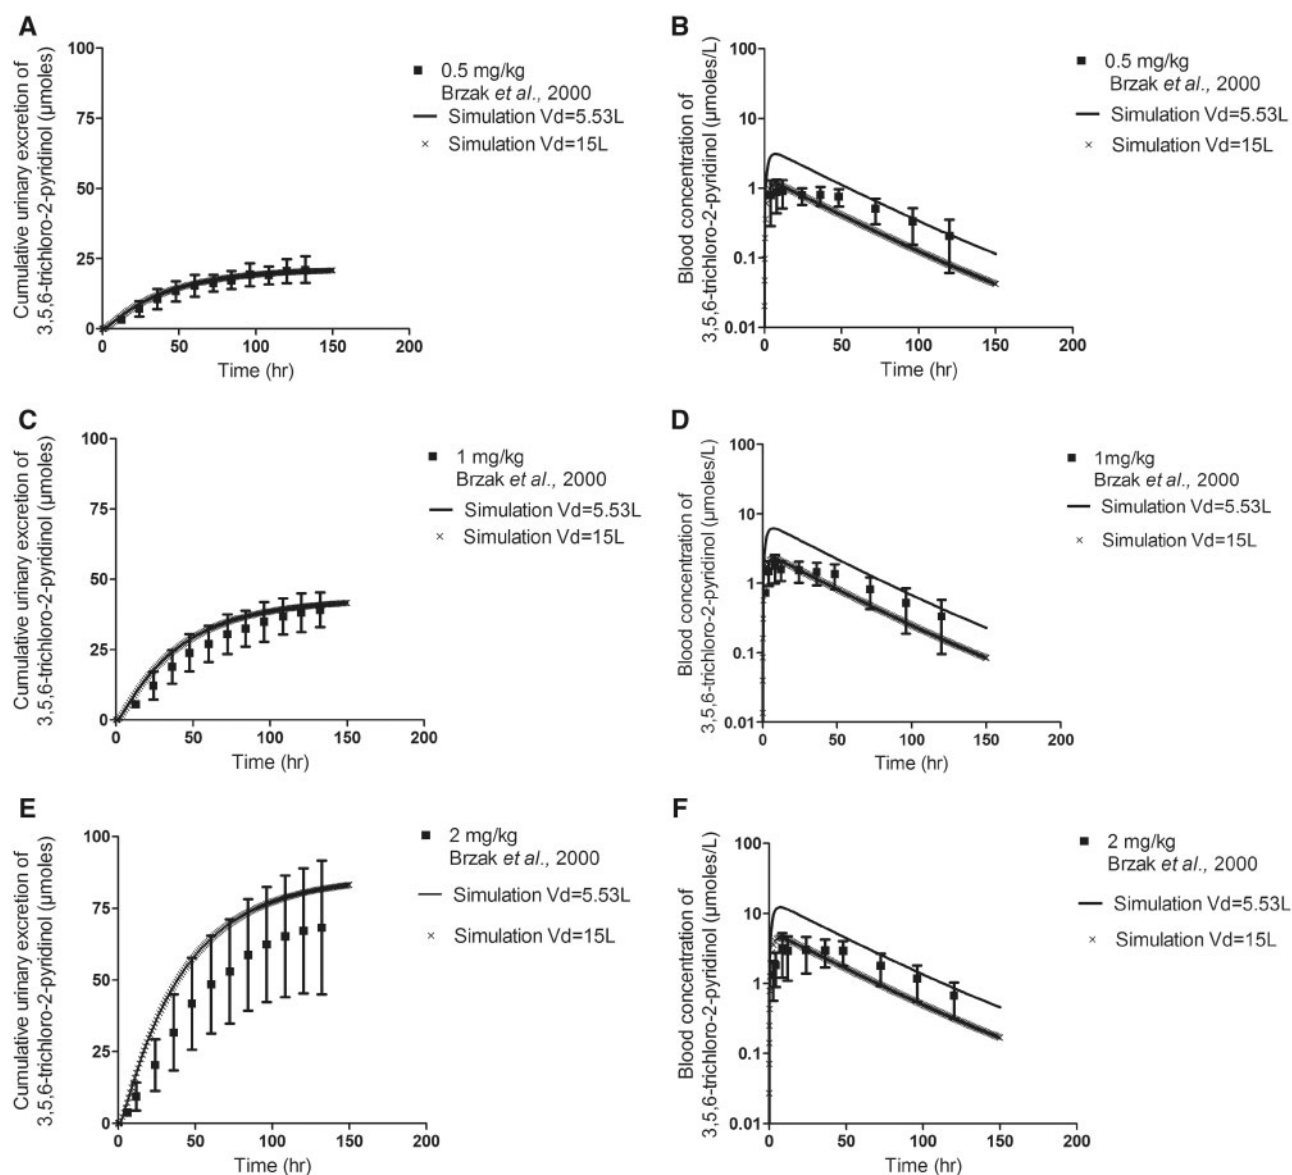 A
Cumulative urinary excretion of
3,5,6-trichloro-2-pyridinol (μmoles)
100
75
50
25
0
0 50 100 150 200
Time (hr)
0.5 mg/kg
Brzak et al., 2000
Simulation Vd=5.53L
Simulation Vd=15L
B
Blood concentration of
3,5,6-trichloro-2-pyridinol (μmoles/L)
100
10
1
0.1
0.01
0 50 100 150 200
Time (hr)
0.5 mg/kg
Brzak et al., 2000
Simulation Vd=5.53L
Simulation Vd=15L
C
Cumulative urinary excretion of
3,5,6-trichloro-2-pyridinol (μmoles)
100
75
50
25
0
0 50 100 150 200
Time (hr)
1 mg/kg
Brzak et al., 2000
Simulation Vd=5.53L
Simulation Vd=15L
D
Blood concentration of
3,5,6-trichloro-2-pyridinol (μmoles/L)
100
10
1
0.1
0.01
0 50 100 150 200
Time (hr)
1mg/kg
Brzak et al., 2000
Simulation Vd=5.53L
Simulation Vd=15L
E
Cumulative urinary excretion of
3,5,6-trichloro-2-pyridinol (μmoles)
100
75
50
25
0
0 50 100 150 200
Time (hr)
2 mg/kg
Brzak et al., 2000
Simulation Vd=5.53L
Simulation Vd=15L
F
Blood concentration of
3,5,6-trichloro-2-pyridinol (μmoles/L)
100
10
1
0.1
0.01
0 50 100 150 200
Time (hr)
2 mg/kg
Brzak et al., 2000
Simulation Vd=5.53L
Simulation Vd=15L